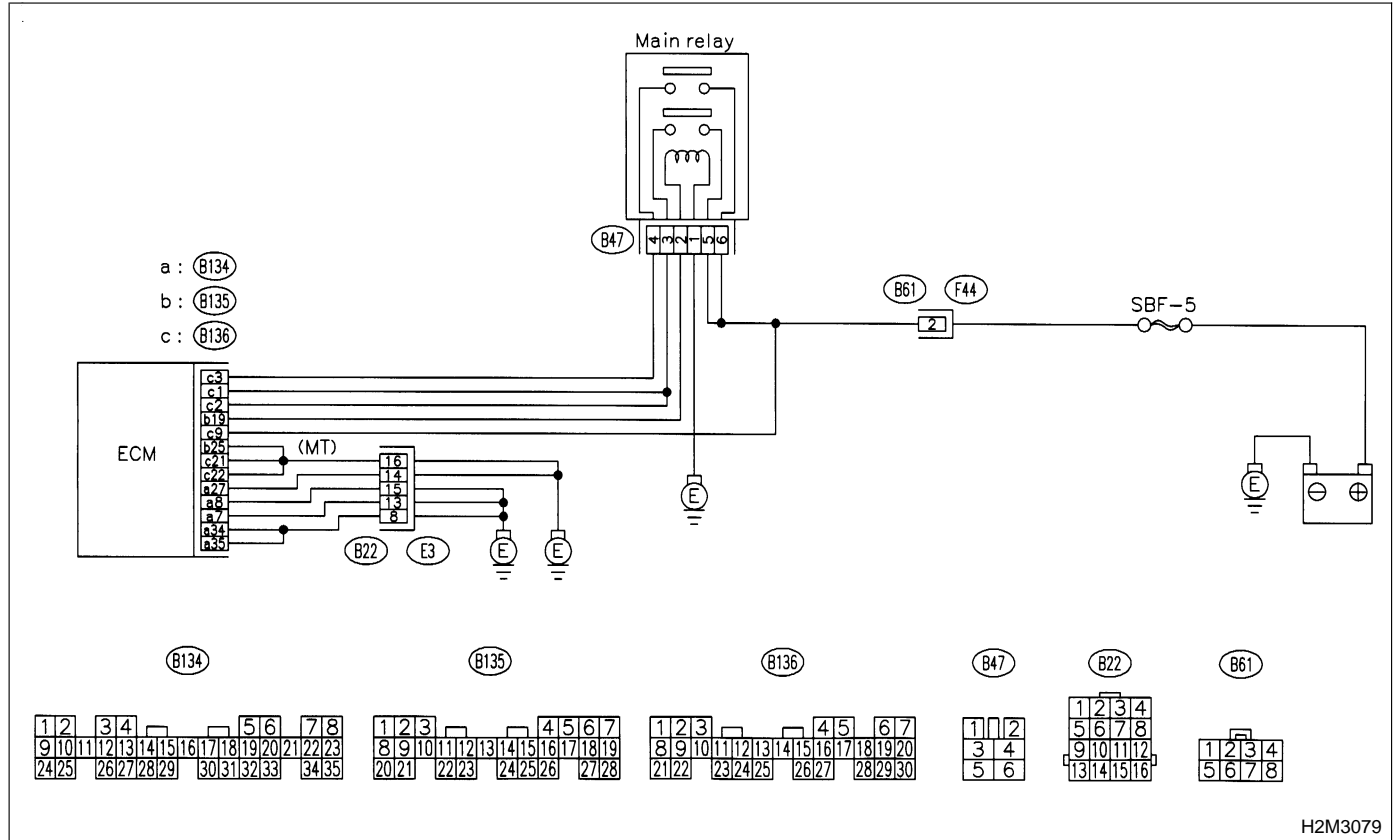 Main relay
B47
4 3 2 1 5 6
a : B134
b : B135
c : B136
B61 F44
2
SBF-5
ECM
c3
c1
c2
b19
c9
b25
c21
c22
a27
a8
a7
a34
a35
(MT)
16
14
15
13
8
B22 E3
E
E
E
E
⊖ ⊕
B134
1 2 3 4 5 6 7 8
9 10 11 12 13 14 15 16 17 18 19 20 21 22 23
24 25 26 27 28 29 30 31 32 33 34 35
B135
1 2 3 4 5 6 7
8 9 10 11 12 13 14 15 16 17 18 19
20 21 22 23 24 25 26 27 28
B136
1 2 3 4 5 6 7
8 9 10 11 12 13 14 15 16 17 18 19 20
21 22 23 24 25 26 27 28 29 30
B47
1 2
3 4
5 6
B22
1 2 3 4
5 6 7 8
9 10 11 12
13 14 15 16
B61
1 2 3 4
5 6 7 8
H2M3079